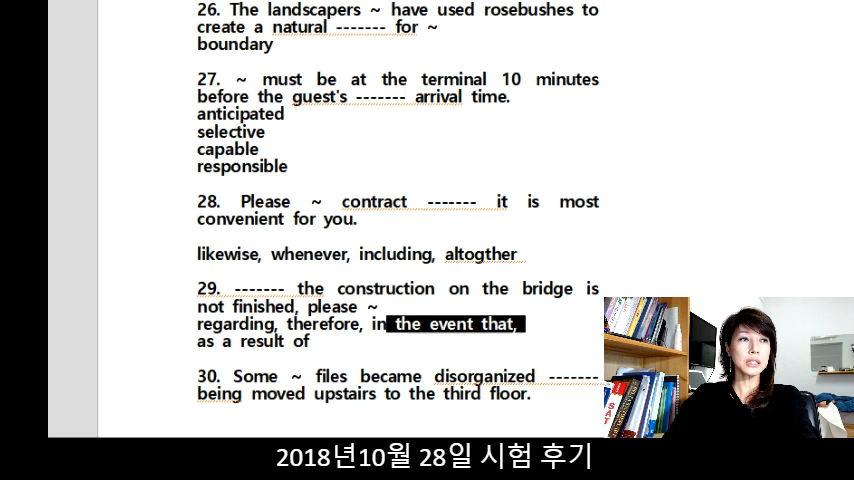 26. The landscapers ~ have used rosebushes to
create a natural ------- for ~
boundary
27. ~ must be at the terminal 10 minutes
before the guest's ------- arrival time.
anticipated
selective
capable
responsible
28. Please ~ contract ------- it is most
convenient for you.
likewise, whenever, including, altogther
29. ------- the construction on the bridge is
not finished, please ~
regarding, therefore, in the event that,
as a result of
30. Some ~ files became disorganized -------
being moved upstairs to the third floor.
SAT
2018년10월 28일 시험 후기